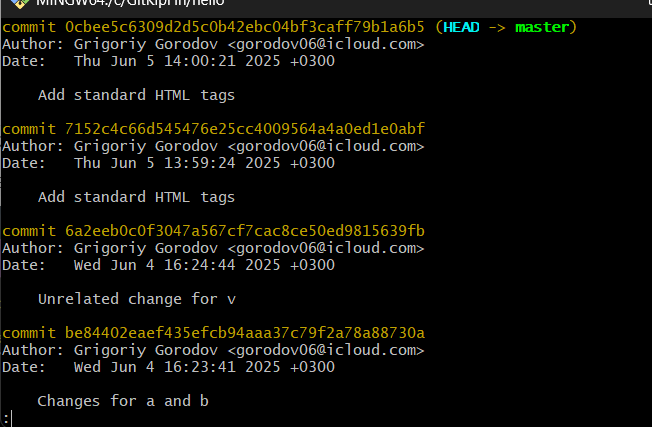 MINGW64:/c/GitKipFin/hello
commit 0cbee5c6309d2d5c0b42ebc04bf3caff79b1a6b5 (HEAD -> master)
Author: Grigoriy Gorodov <gorodov06@icloud.com>
Date:   Thu Jun 5 14:00:21 2025 +0300
Add standard HTML tags
commit 7152c4c66d545476e25cc4009564a4a0ed1e0abf
Author: Grigoriy Gorodov <gorodov06@icloud.com>
Date:   Thu Jun 5 13:59:24 2025 +0300
Add standard HTML tags
commit 6a2eeb0c0f3047a567cf7cac8ce50ed9815639fb
Author: Grigoriy Gorodov <gorodov06@icloud.com>
Date:   Wed Jun 4 16:24:44 2025 +0300
Unrelated change for v
commit be84402eaef435efcb94aaa37c79f2a78a88730a
Author: Grigoriy Gorodov <gorodov06@icloud.com>
Date:   Wed Jun 4 16:23:41 2025 +0300
Changes for a and b
: